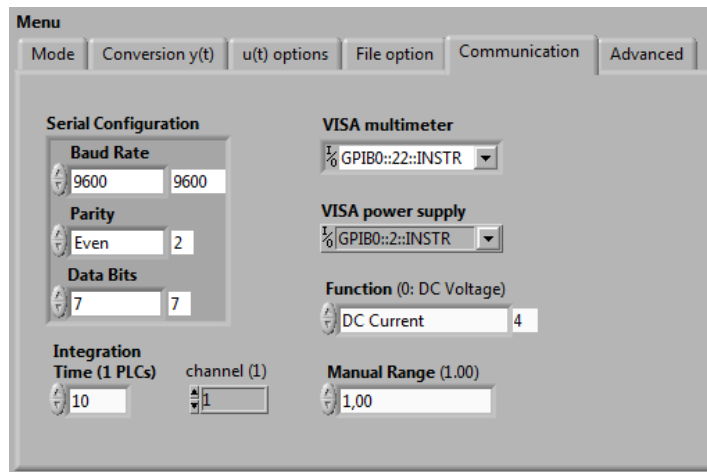 Menu
Mode Conversion y(t) u(t) options File option Communication Advanced
Serial Configuration
Baud Rate
9600 9600
Parity
Even 2
Data Bits
7 7
Integration
Time (1 PLCs)
10
channel (1)
1
VISA multimeter
I/0 GPIB0::22::INSTR
VISA power supply
I/0 GPIB0::2::INSTR
Function (0: DC Voltage)
DC Current 4
Manual Range (1.00)
1,00